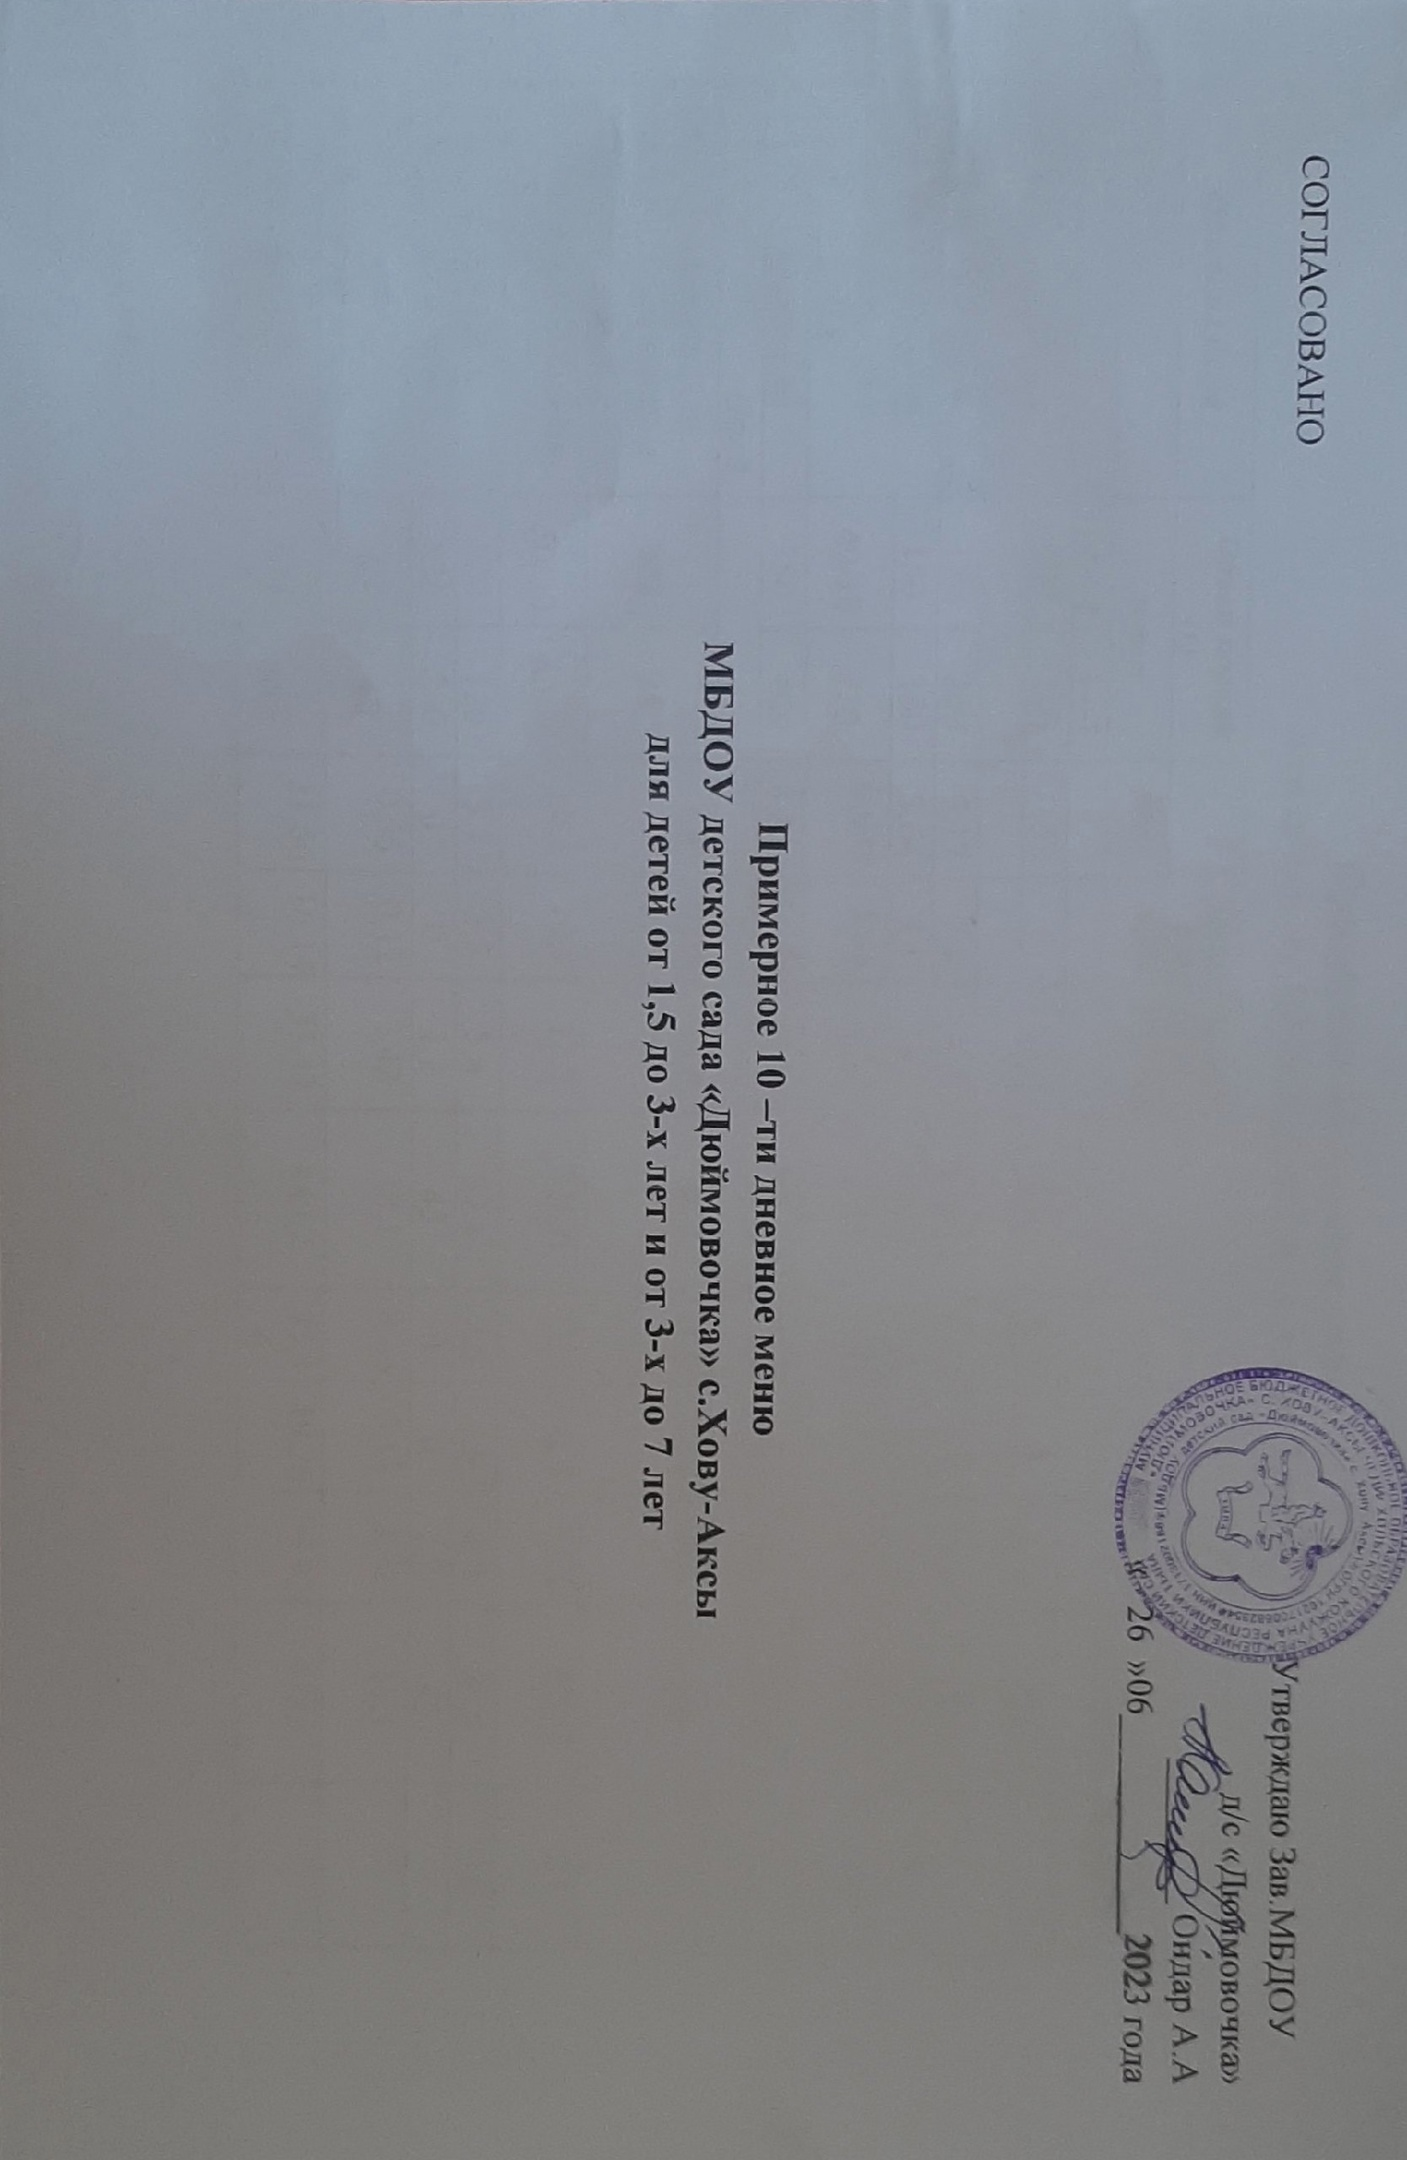 СОГЛАСОВАНО
Утверждаю Зав.МБДОУ
д/с «Дюймовочка»
Ондар А.А
« 26 »06 2023 года
Примерное 10 –ти дневное меню
МБДОУ детского сада «Дюймовочка» с.Хову-Аксы
для детей от 1,5 до 3-х лет и от 3-х до 7 лет